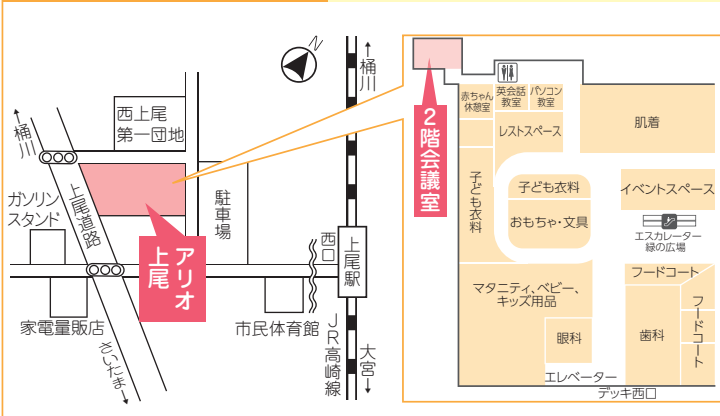 N
←桶川
西上尾
第一団地
←桶川
ガソリン
スタンド
上尾道路
アリオ
上尾
駐車場
西口
上尾駅
家電量販店
市民体育館
さいたま→
JR高崎線
大宮→
2階会議室
赤ちゃん
休憩室
英会話
教室
パソコン
教室
レストスペース
肌着
子ども衣料
子ども衣料
おもちゃ・文具
イベントスペース
エスカレーター
緑の広場
マタニティ、ベビー、
キッズ用品
フードコート
フードコート
眼科
歯科
エレベーター
デッキ西口